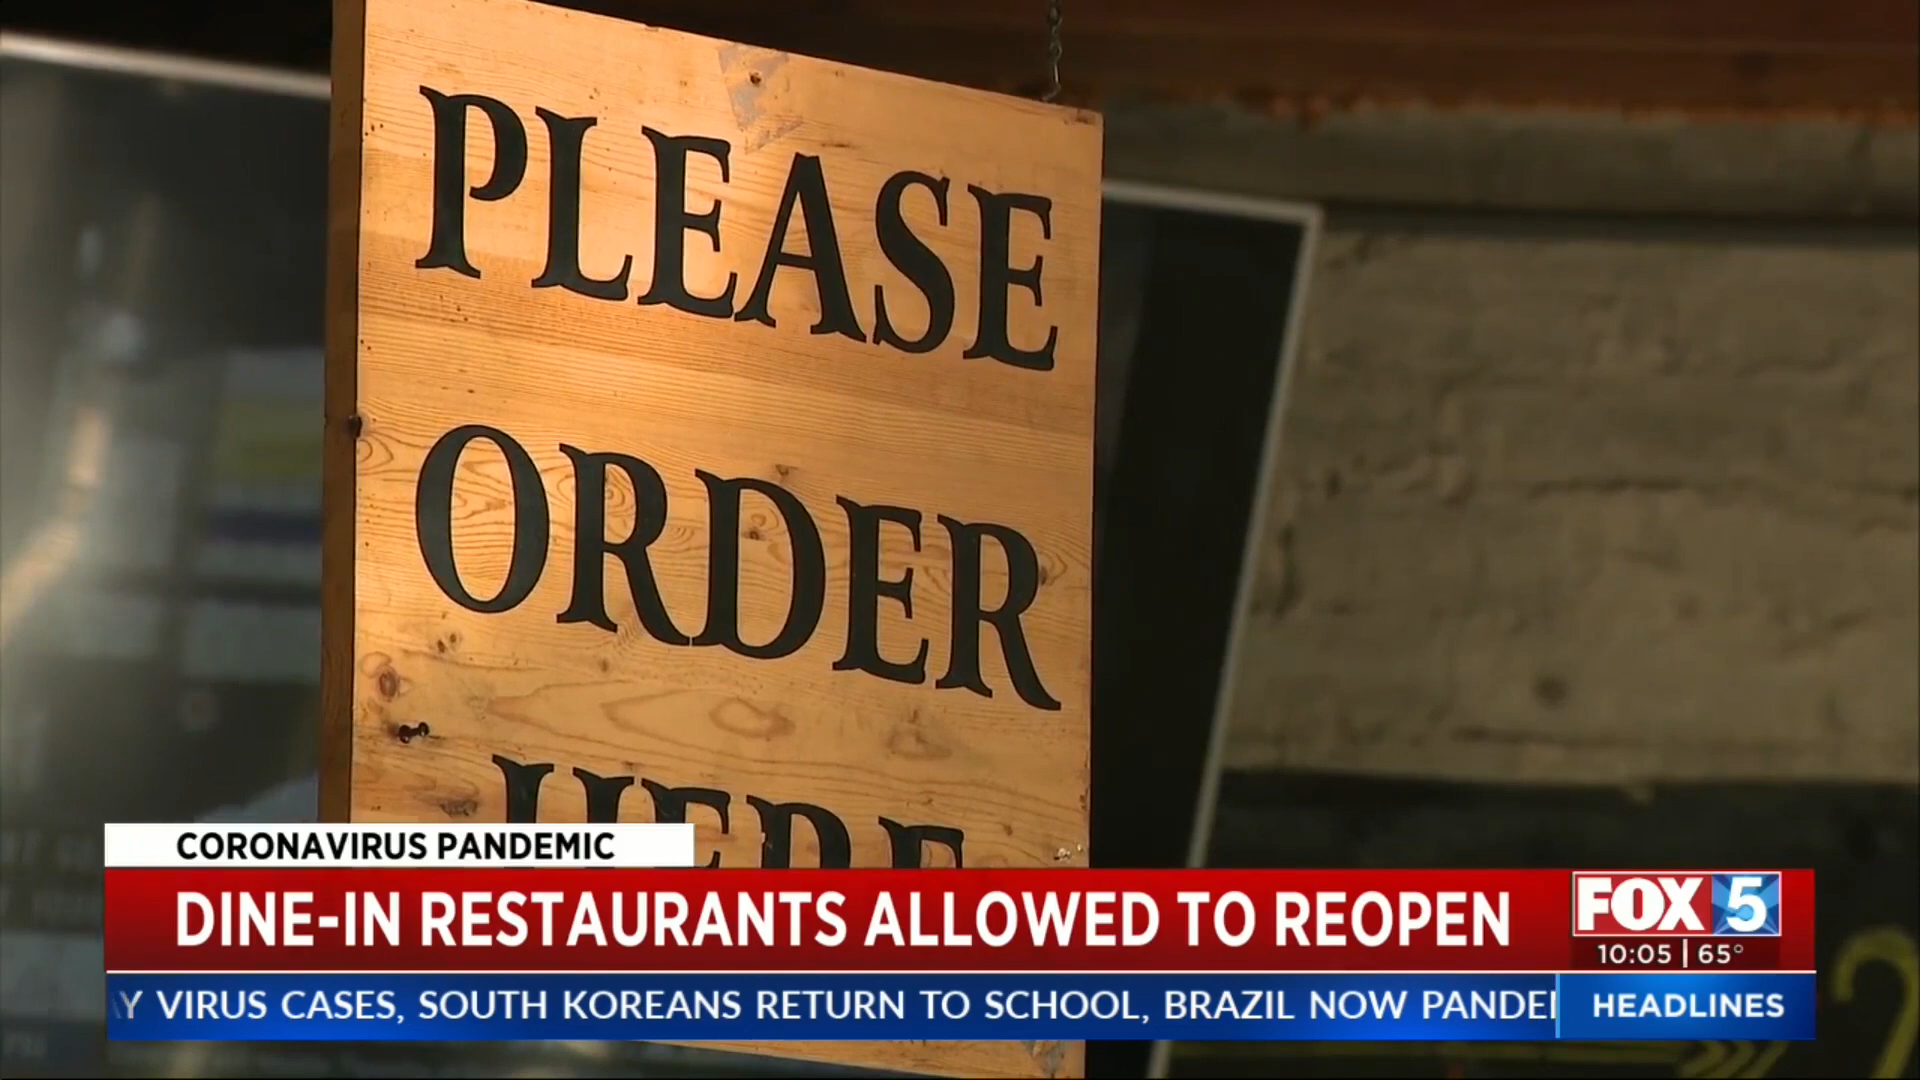 PLEASE
ORDER
HERE
CORONAVIRUS PANDEMIC
DINE-IN RESTAURANTS ALLOWED TO REOPEN
FOX 5
10:05 | 65°
VIRUS CASES, SOUTH KOREANS RETURN TO SCHOOL, BRAZIL NOW
HEADLINES